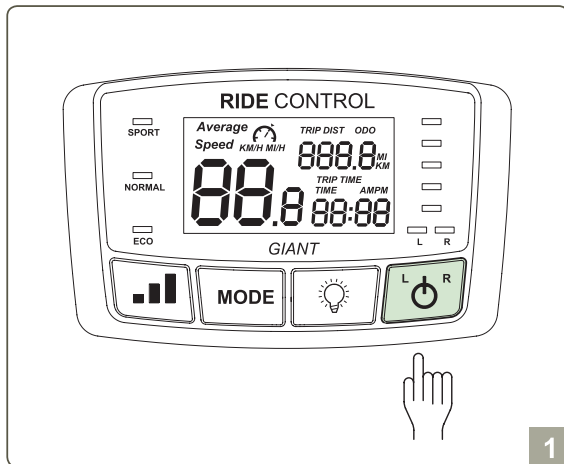 RIDE CONTROL
SPORT
NORMAL
ECO
Average
Speed KM/H MI/H
TRIP DIST ODO
888.8 MI
KM
TRIP TIME
TIME AMPM
88.8 88:88
L R
GIANT
MODE
L R
1